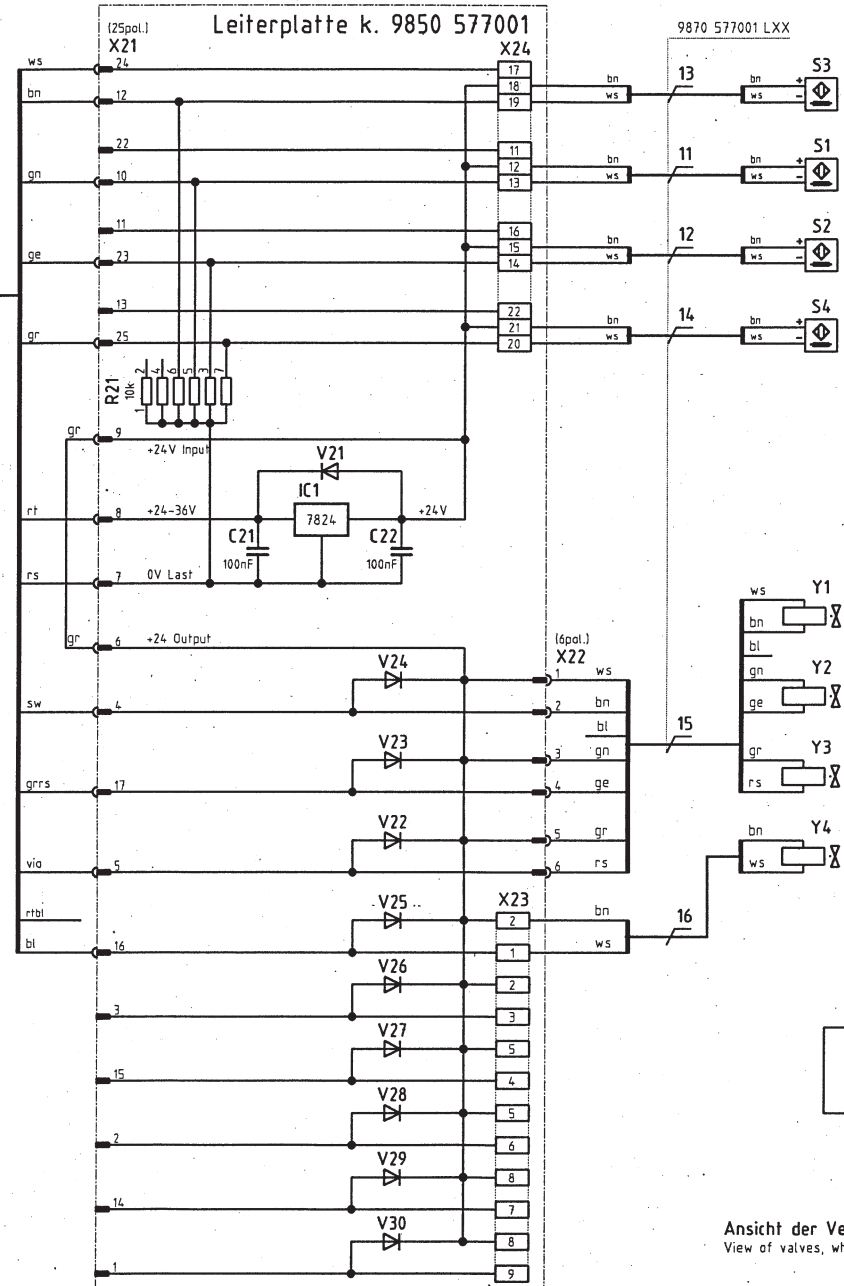 Leiterplatte k. 9850 577001
9870 577001 LXX
(25pol.)
X21
X24
ws 24 17 bn 13 bn + S3
bn 12 18 ws ws -
19
22 11 bn 11 bn + S1
gn 10 12 ws ws -
13
11 16 bn 12 bn + S2
ge 23 15 ws ws -
14
13 22 bn 14 bn + S4
gr 25 21 ws ws -
20
R21 10k 1 2 4 6 5 3 7
gr 9
+24V Input
V21
IC1
rt 8 +24-36V 7824 +24V
C21 C22
100nF 100nF
rs 7 0V Last
ws Y1
bn
gr 6 +24 Output
(6pol.)
X22
bl
V24 1 ws gn Y2
sw 4 2 bn ge
bl 15
V23 3 gn gr Y3
grrs 17 4 ge rs
V22 5 gr bn Y4
vio 5 6 rs ws
X23
rtbl V25 2 bn 16
bl 16 1 ws
V26 2
3 3
V27 5
15 4
V28 5
2 6
V29 8
14 7
V30 8
1 9
Ansicht der Ve
View of valves, wh